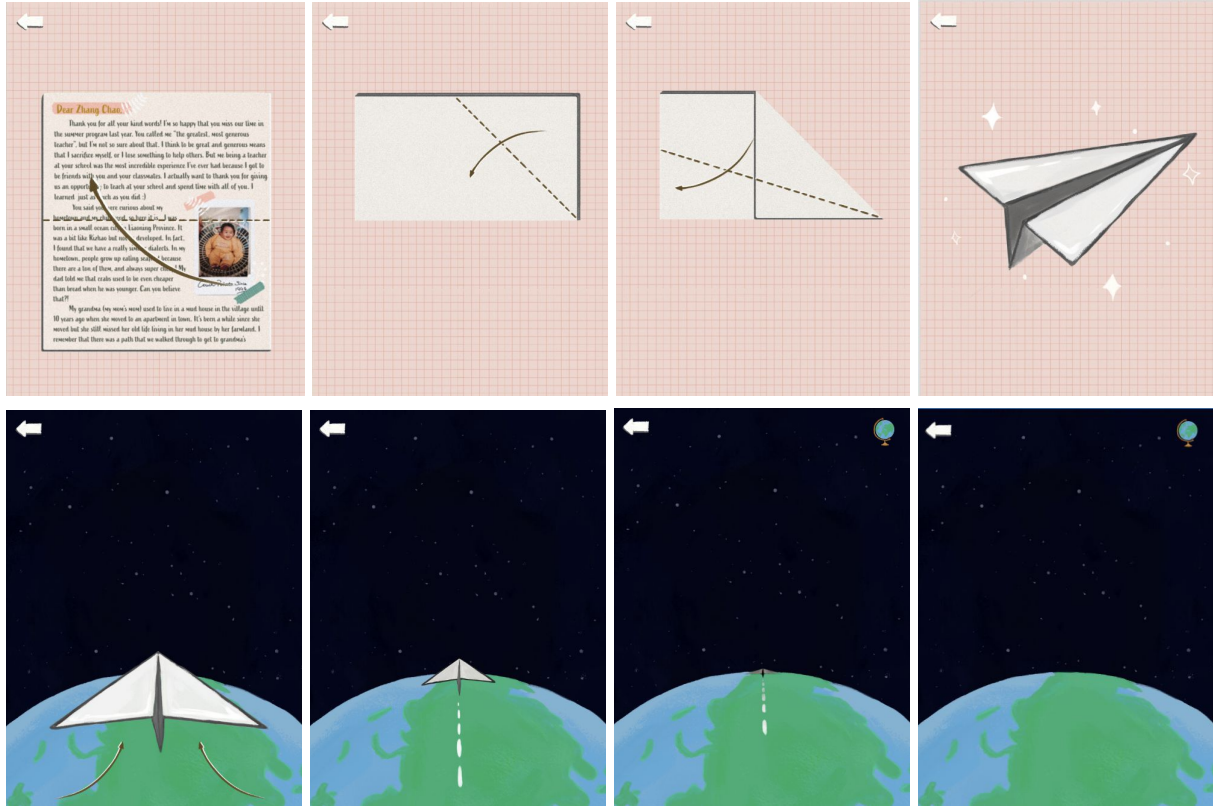 Dear Zhang Chao,
Thank you for all your kind words! I'm so happy that you miss our time in
the summer program last year. You called me "the greatest, most generous
teacher", but I'm not so sure about that. I think to be great and generous means
that I sacrifice myself, or I lose something to help others. But me being a teacher
at your school was the most incredible experience I've ever had because I got to
be friends with you and your classmates. I actually want to thank you for giving
us an to teach at your school and spend time with all of you. I
learned just as as you did :)
You said you were curious about my
hometown and my so here it is I was
born in a small ocean Liaoning Province. It
was a bit like Rizhao but not developed. In fact,
I found that we have a really dialects. In my
hometown, people grow up eating because
there are a ton of them, and always super My
dad told me that crabs used to be even cheaper
than bread when he was younger. Can you believe
that?!
My grandma (my mom's mom) used to live in a mud house in the village until
10 years ago when she moved to an apartment in town. It's been a while since she
moved but she still missed her old life living in her mud house by her farmland. I
remember that there was a path that we walked through to get to grandma's